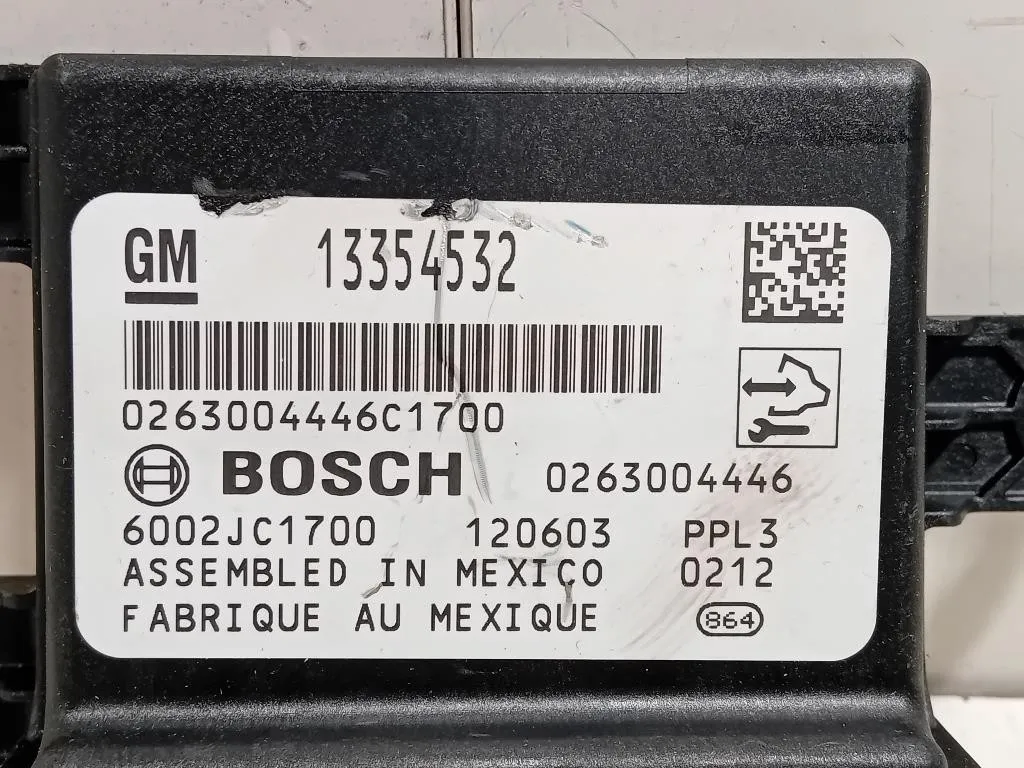 GM 13354532
0263004446C1700
BOSCH 0263004446
6002JC1700 120603 PPL3
ASSEMBLED IN MEXICO 0212
FABRIQUE AU MEXIQUE 864